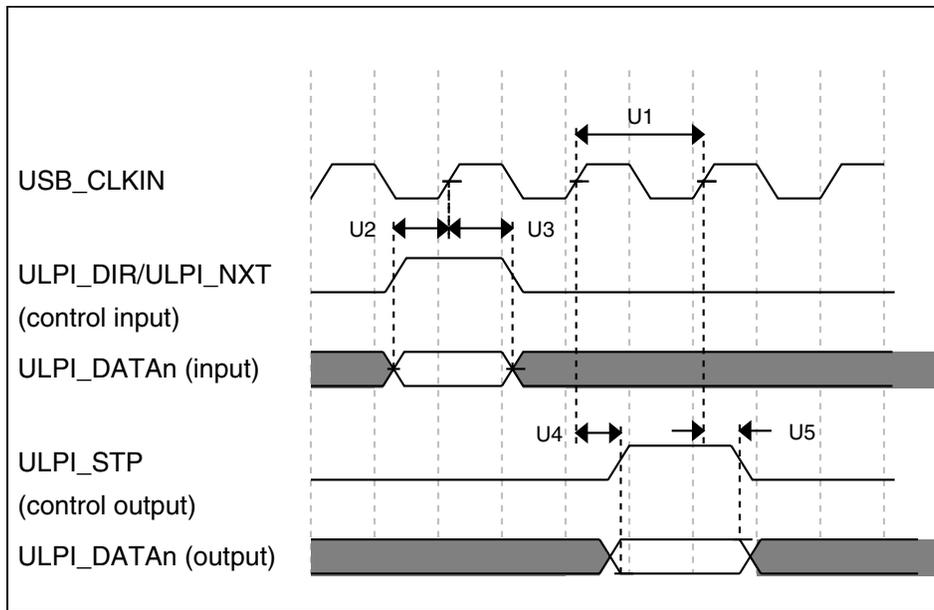 U1
USB_CLKIN
U2
U3
ULPI_DIR/ULPI_NXT
(control input)
ULPI_DATAn (input)
U4
U5
ULPI_STP
(control output)
ULPI_DATAn (output)